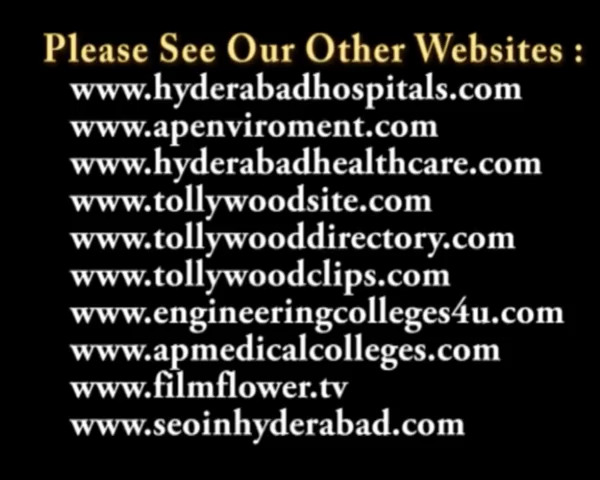 Please See Our Other Websites :
www.hyderabadhospitals.com
www.apenviroment.com
www.hyderabadhealthcare.com
www.tollywoodsite.com
www.tollywooddirectory.com
www.tollywoodclips.com
www.engineeringcolleges4u.com
www.apmedicalcolleges.com
www.filmflower.tv
www.seoinhyderabad.com